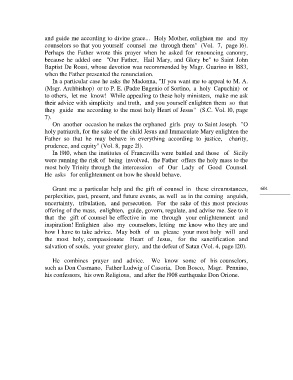 and guide me according to divine grace... Holy Mother, enlighten me and my
counselors so that you yourself counsel me through them" (Vol. 7, page 16).
Perhaps the Father wrote this prayer when he asked for renouncing canonry,
because he added one "Our Father, Hail Mary, and Glory be" to Saint John
Baptist De Rossi, whose devotion was recommended by Msgr. Guarino in 1883,
when the Father presented the renunciation.
In a particular case he asks the Madonna, "If you want me to appeal to M. A.
(Msgr. Archbishop) or to P. E. (Padre Eugenio of Sortino, a holy Capuchin) or
to others, let me know! While appealing to these holy ministers, make me ask
their advice with simplicity and truth, and you yourself enlighten them so that
they guide me according to the most holy Heart of Jesus" (S.C. Vol. 10, page
7).
On another occasion he makes the orphaned girls pray to Saint Joseph. "O
holy patriarch, for the sake of the child Jesus and Immaculate Mary enlighten the
Father so that he may behave in everything according to justice, charity,
prudence, and equity" (Vol. 8, page 21).
In 1910, when the institutes of Francavilla were battled and those of Sicily
were running the risk of being involved, the Father offers the holy mass to the
most holy Trinity through the intercession of Our Lady of Good Counsel.
He asks for enlightenment on how he should behave.
Grant me a particular help and the gift of counsel in these circumstances,
perplexities, past, present, and future events, as well as in the coming anguish,
uncertainty, tribulation, and persecution. For the sake of this most precious
offering of the mass, enlighten, guide, govern, regulate, and advise me. See to it
that the gift of counsel be effective in me through your enlightenment and
inspiration! Enlighten also my counselors, letting me know who they are and
how I have to take advice. May both of us please your most holy will and
the most holy, compassionate Heart of Jesus, for the sanctification and
salvation of souls, your greater glory, and the defeat of Satan (Vol. 4, page 120).
He combines prayer and advice. We know some of his counselors,
such as Don Cusmano, Father Ludwig of Casoria, Don Bosco, Msgr. Pennino,
his confessors, his own Religious, and after the 1908 earthquake Don Orione.